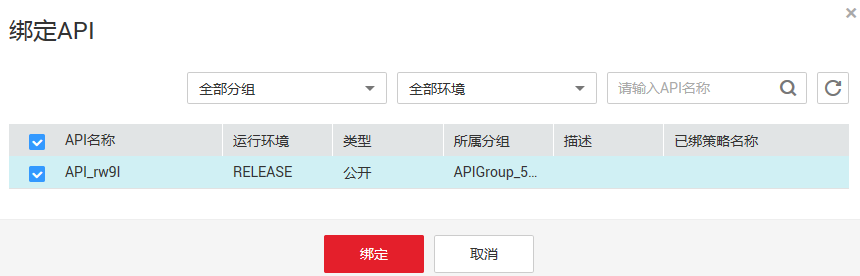 绑定API
全部分组 全部环境 请输入API名称
API名称 运行环境 类型 所属分组 描述 已绑策略名称
API_rw9I RELEASE 公开 APIGroup_5...
绑定 取消